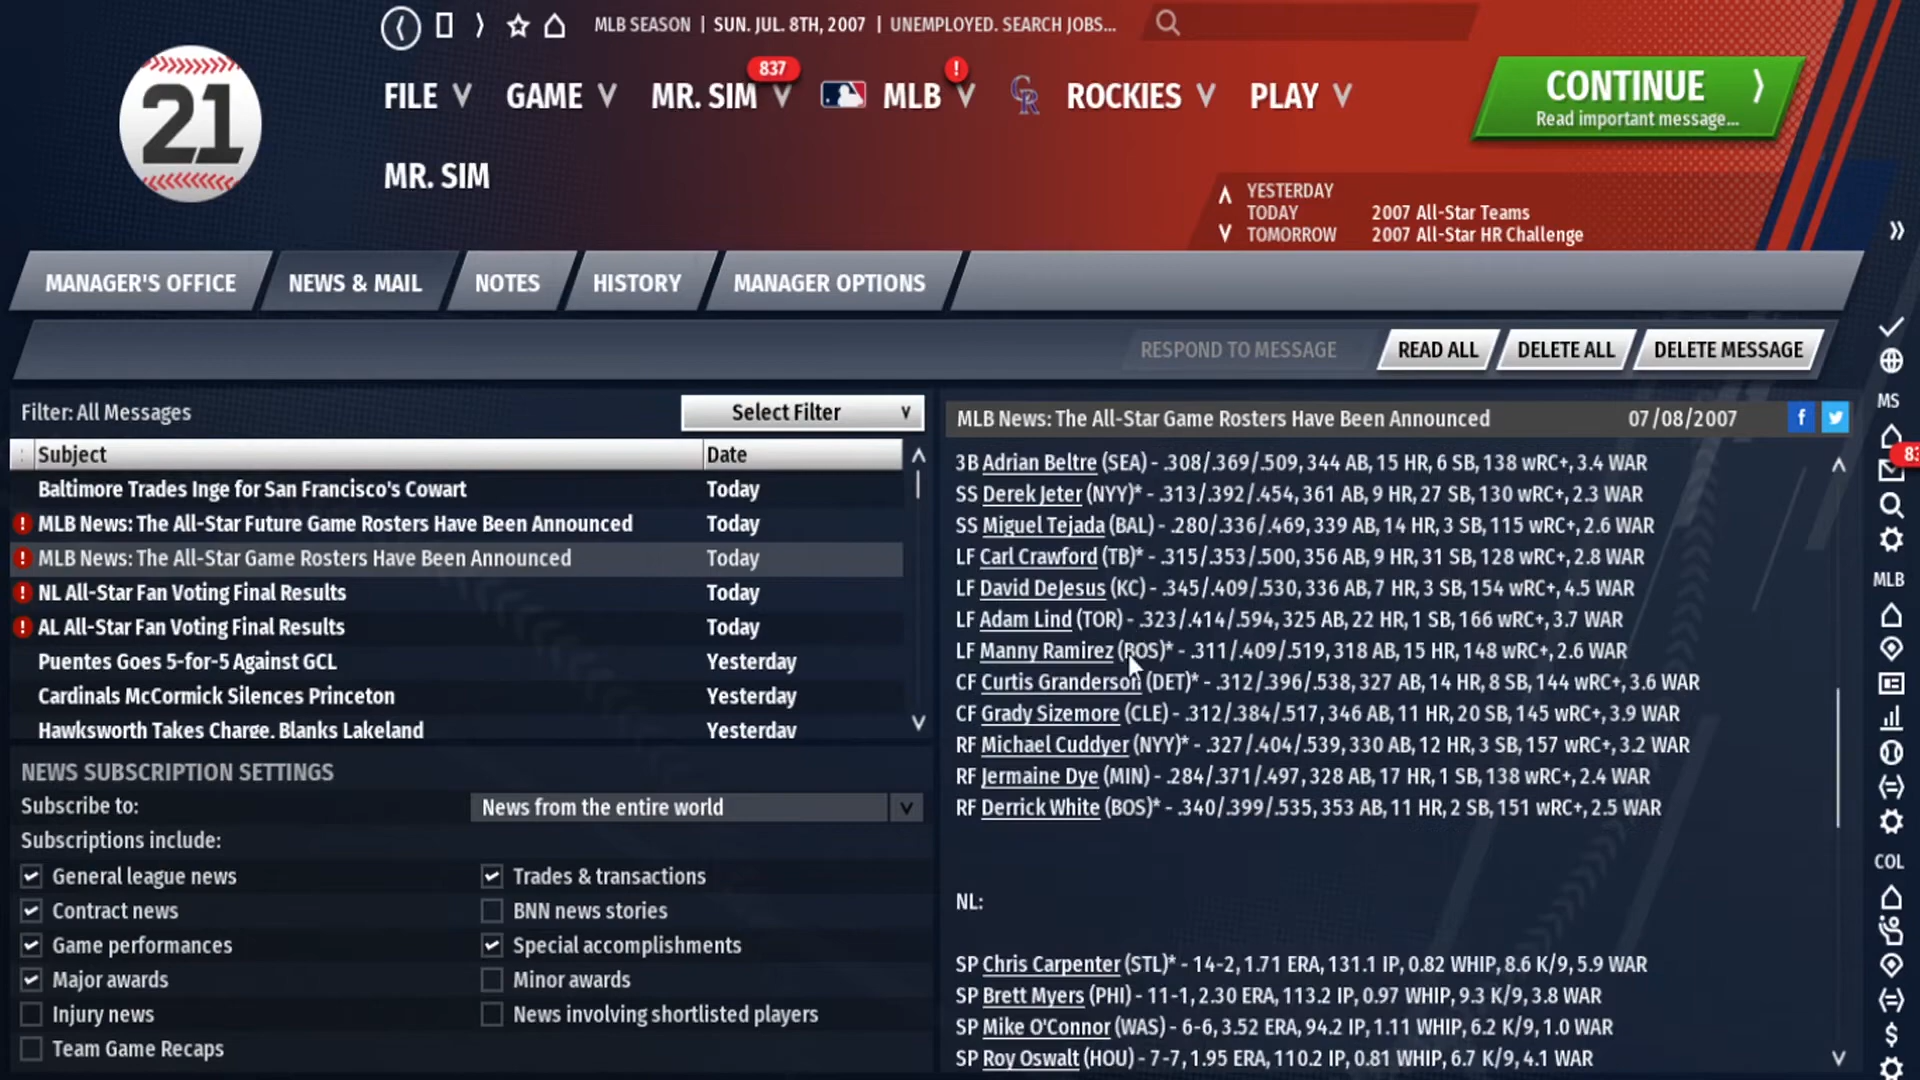 MLB SEASON | SUN. JUL. 8TH, 2007 | UNEMPLOYED. SEARCH JOBS...
21
FILE GAME MR. SIM 837 MLB ! CR ROCKIES PLAY
CONTINUE
Read important message...
MR. SIM
YESTERDAY
TODAY 2007 All-Star Teams
TOMORROW 2007 All-Star HR Challenge
MANAGER'S OFFICE NEWS & MAIL NOTES HISTORY MANAGER OPTIONS
RESPOND TO MESSAGE READ ALL DELETE ALL DELETE MESSAGE
Filter: All Messages Select Filter
Subject Date
Baltimore Trades Inge for San Francisco's Cowart Today
! MLB News: The All-Star Future Game Rosters Have Been Announced Today
! MLB News: The All-Star Game Rosters Have Been Announced Today
! NL All-Star Fan Voting Final Results Today
! AL All-Star Fan Voting Final Results Today
Puentes Goes 5-for-5 Against GCL Yesterday
Cardinals McCormick Silences Princeton Yesterday
Hawksworth Takes Charge, Blanks Lakeland Yesterday
NEWS SUBSCRIPTION SETTINGS
Subscribe to: News from the entire world
Subscriptions include:
General league news Trades & transactions
Contract news BNN news stories
Game performances Special accomplishments
Major awards Minor awards
Injury news News involving shortlisted players
Team Game Recaps
MLB News: The All-Star Game Rosters Have Been Announced 07/08/2007
3B Adrian Beltre (SEA) - .308/.369/.509, 344 AB, 15 HR, 6 SB, 138 wRC+, 3.4 WAR
SS Derek Jeter (NYY)* - .313/.392/.454, 361 AB, 9 HR, 27 SB, 130 wRC+, 2.3 WAR
SS Miguel Tejada (BAL) - .280/.336/.469, 339 AB, 14 HR, 3 SB, 115 wRC+, 2.6 WAR
LF Carl Crawford (TB)* - .315/.353/.500, 356 AB, 9 HR, 31 SB, 128 wRC+, 2.8 WAR
LF David DeJesus (KC) - .345/.409/.530, 336 AB, 7 HR, 3 SB, 154 wRC+, 4.5 WAR
LF Adam Lind (TOR) - .323/.414/.594, 325 AB, 22 HR, 1 SB, 166 wRC+, 3.7 WAR
LF Manny Ramirez (BOS)* - .311/.409/.519, 318 AB, 15 HR, 148 wRC+, 2.6 WAR
CF Curtis Granderson (DET)* - .312/.396/.538, 327 AB, 14 HR, 8 SB, 144 wRC+, 3.6 WAR
CF Grady Sizemore (CLE) - .312/.384/.517, 346 AB, 11 HR, 20 SB, 145 wRC+, 3.9 WAR
RF Michael Cuddyer (NYY)* - .327/.404/.539, 330 AB, 12 HR, 3 SB, 157 wRC+, 3.2 WAR
RF Jermaine Dye (MIN) - .284/.371/.497, 328 AB, 17 HR, 1 SB, 138 wRC+, 2.4 WAR
RF Derrick White (BOS)* - .340/.399/.535, 353 AB, 11 HR, 2 SB, 151 wRC+, 2.5 WAR
NL:
SP Chris Carpenter (STL)* - 14-2, 1.71 ERA, 131.1 IP, 0.82 WHIP, 8.6 K/9, 5.9 WAR
SP Brett Myers (PHI) - 11-1, 2.30 ERA, 113.2 IP, 0.97 WHIP, 9.3 K/9, 3.8 WAR
SP Mike O'Connor (WAS) - 6-6, 3.52 ERA, 94.2 IP, 1.11 WHIP, 6.2 K/9, 1.0 WAR
SP Roy Oswalt (HOU) - 7-7, 1.95 ERA, 110.2 IP, 0.81 WHIP, 6.7 K/9, 4.1 WAR
MS
83
MLB
COL
$